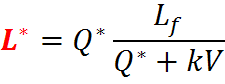 L* = Q* L_f / (Q* + kV)